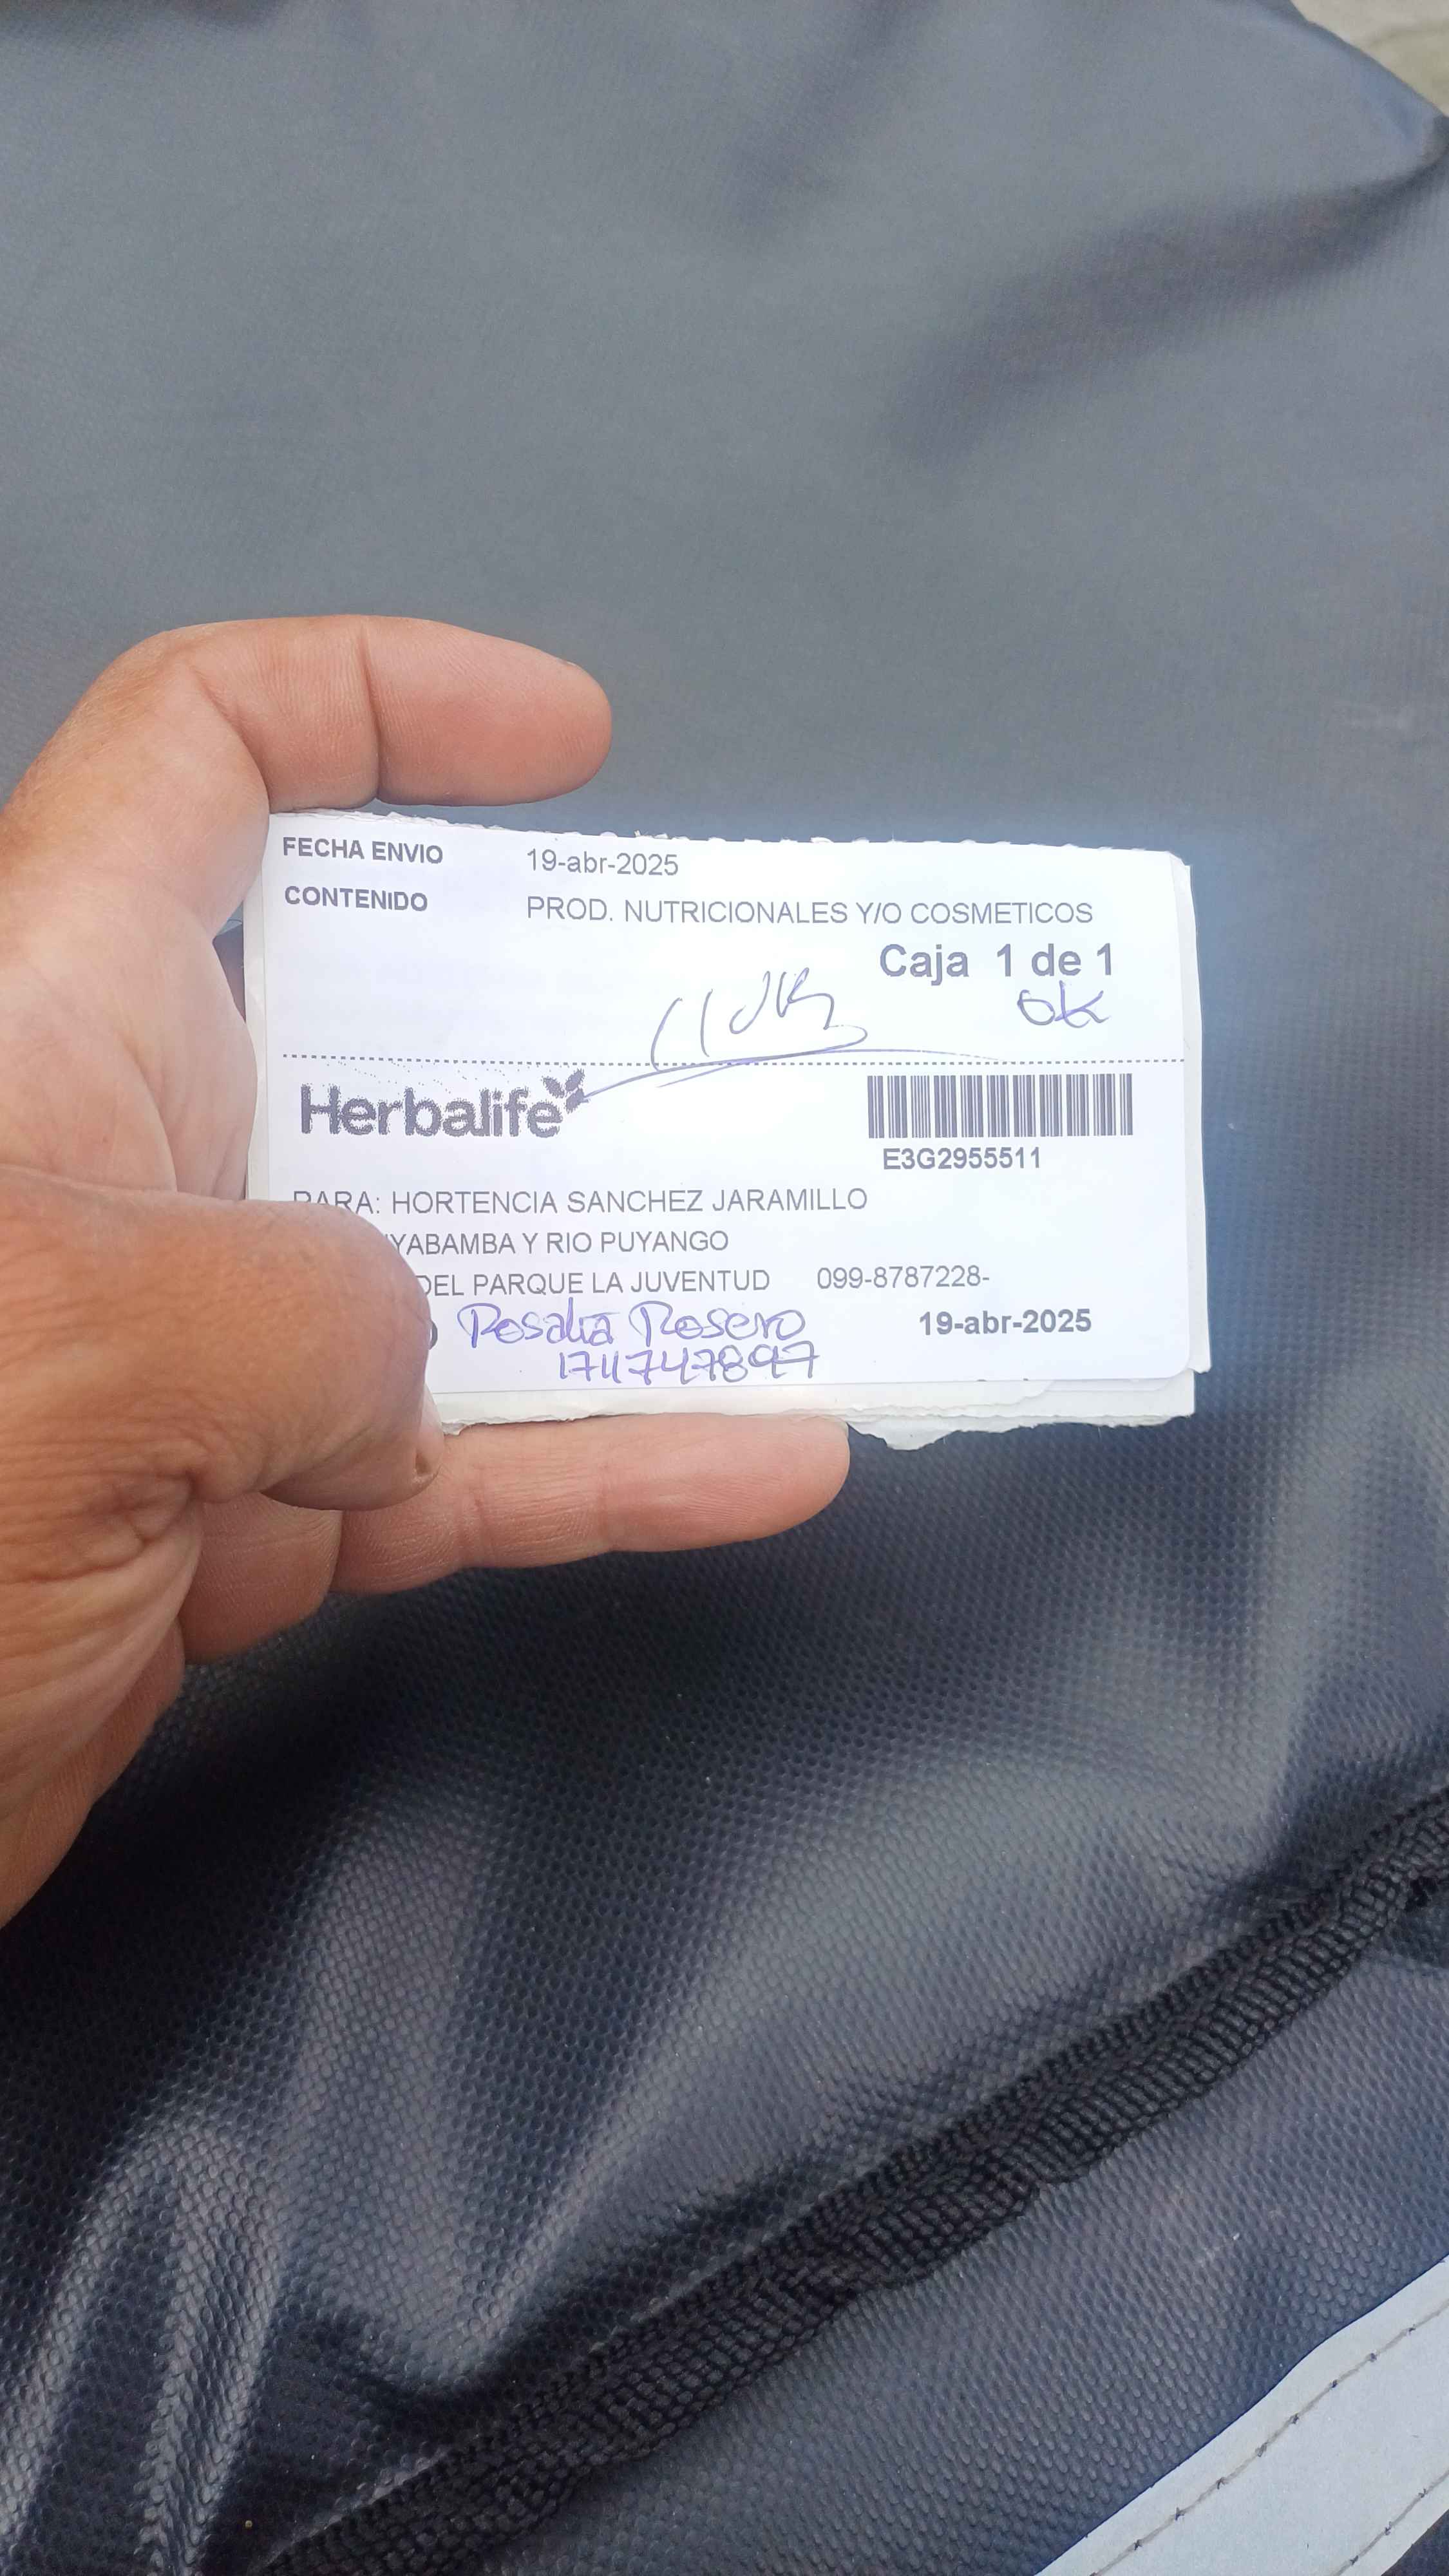 FECHA ENVIO 19-abr-2025
CONTENIDO PROD. NUTRICIONALES Y/O COSMETICOS
Caja 1 de 1
ok
Herbalife
E3G2955511
PARA: HORTENCIA SANCHEZ JARAMILLO
YABAMBA Y RIO PUYANGO
DEL PARQUE LA JUVENTUD 099-8787228-
Rosalia Rosero 19-abr-2025
1711747897